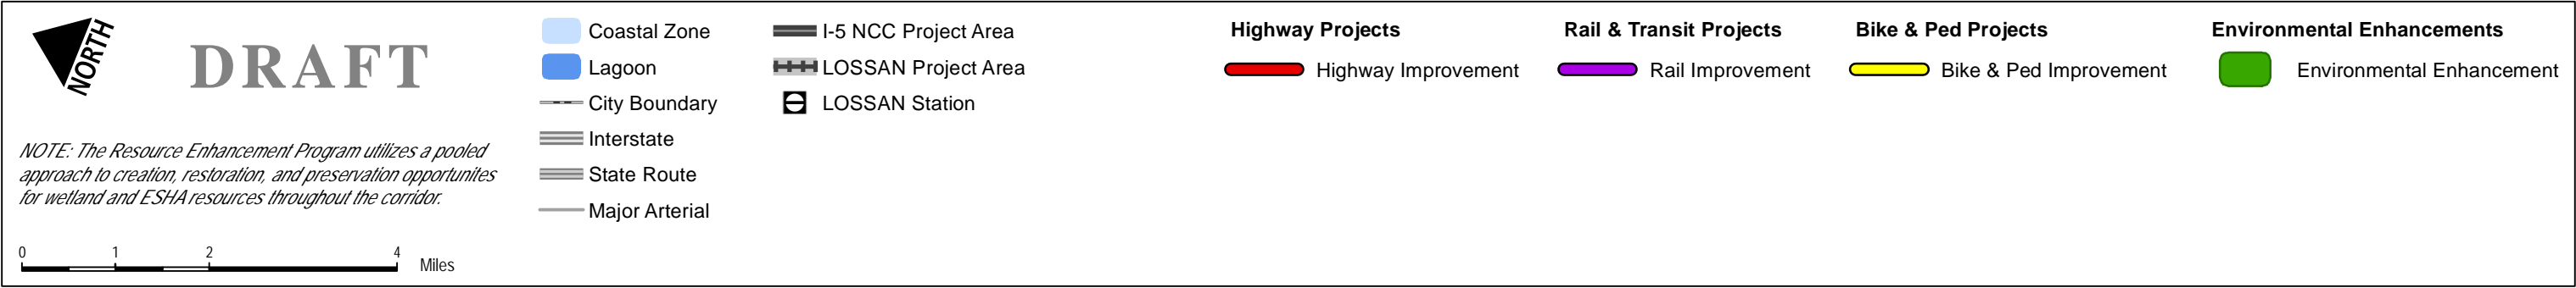 NORTH
DRAFT
NOTE: The Resource Enhancement Program utilizes a pooled
approach to creation, restoration, and preservation opportunites
for wetland and ESHA resources throughout the corridor.
0 1 2 4
Miles
Coastal Zone
Lagoon
City Boundary
Interstate
State Route
Major Arterial
I-5 NCC Project Area
LOSSAN Project Area
LOSSAN Station
Highway Projects
Highway Improvement
Rail & Transit Projects
Rail Improvement
Bike & Ped Projects
Bike & Ped Improvement
Environmental Enhancements
Environmental Enhancement